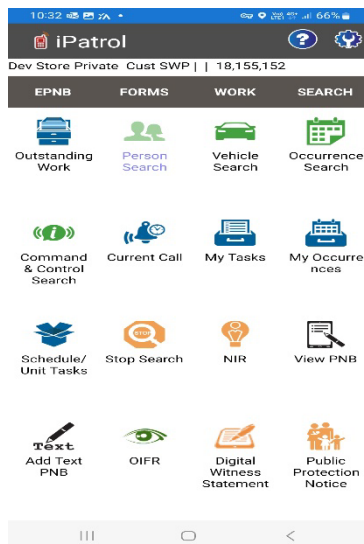 10:32
66%
iPatrol
?
Dev Store Private Cust SWP | | 18,155,152
EPNB FORMS WORK SEARCH
Outstanding Work
Person Search
Vehicle Search
Occurrence Search
Command & Control Search
Current Call
My Tasks
My Occurre nces
STOP
Schedule/ Unit Tasks
Stop Search
NIR
View PNB
Text
Add Text PNB
OIFR
Digital Witness Statement
Public Protection Notice